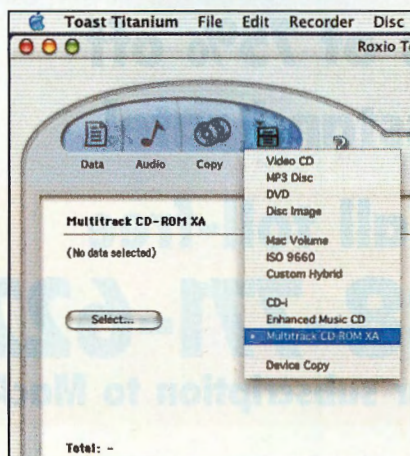 Toast Titanium File Edit Recorder Disc
Roxio
Data Audio Copy
Video CD
MP3 Disc
DVD
Disc Image
Mac Volume
ISO 9660
Custom Hybrid
CD-i
Enhanced Music CD
Multitrack CD-ROM XA
Device Copy
Multitrack CD-ROM XA
(No data selected)
Select...
Total: -